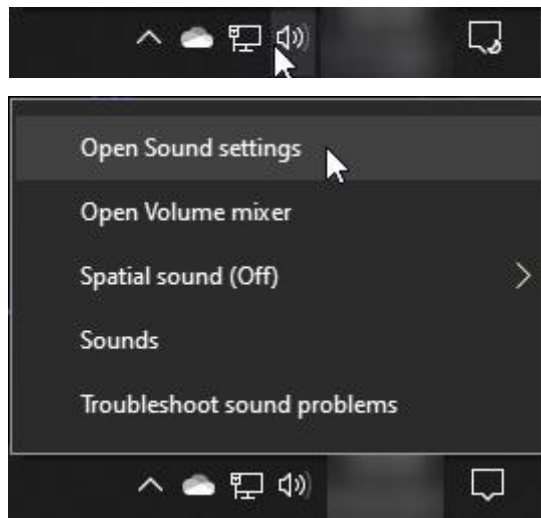 Open Sound settings
Open Volume mixer
Spatial sound (Off)
Sounds
Troubleshoot sound problems